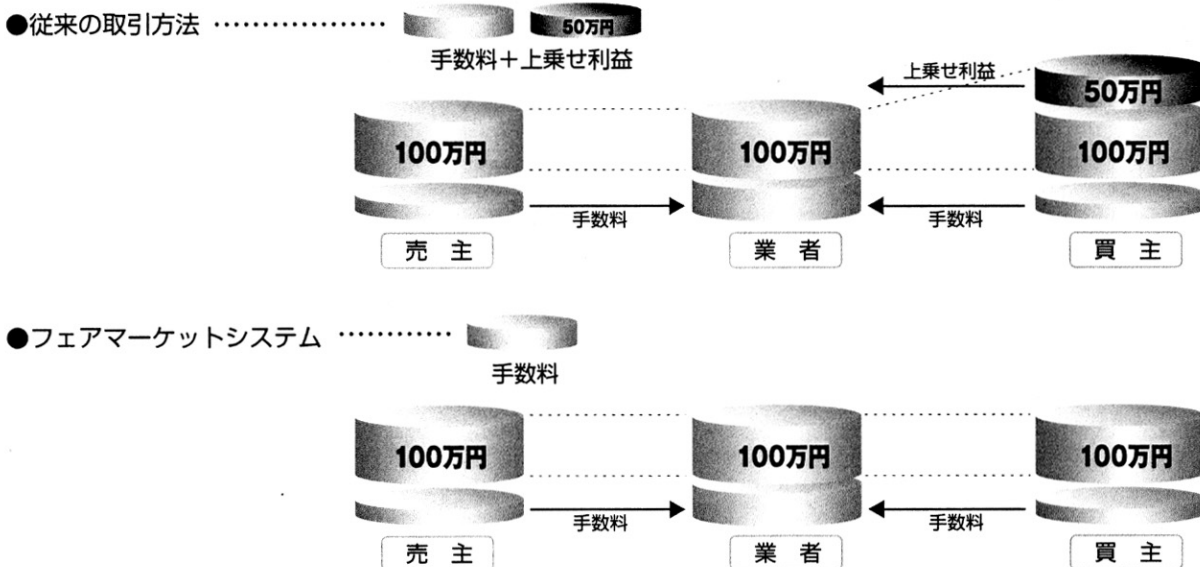 ●従来の取引方法 ・・・・・・・・・・・・・・・・
50万円
手数料＋上乗せ利益
上乗せ利益
50万円
100万円
100万円
100万円
手数料
手数料
売 主
業 者
買 主
●フェアマーケットシステム ・・・・・・・・・・・・
手数料
100万円
100万円
100万円
手数料
手数料
売 主
業 者
買 主